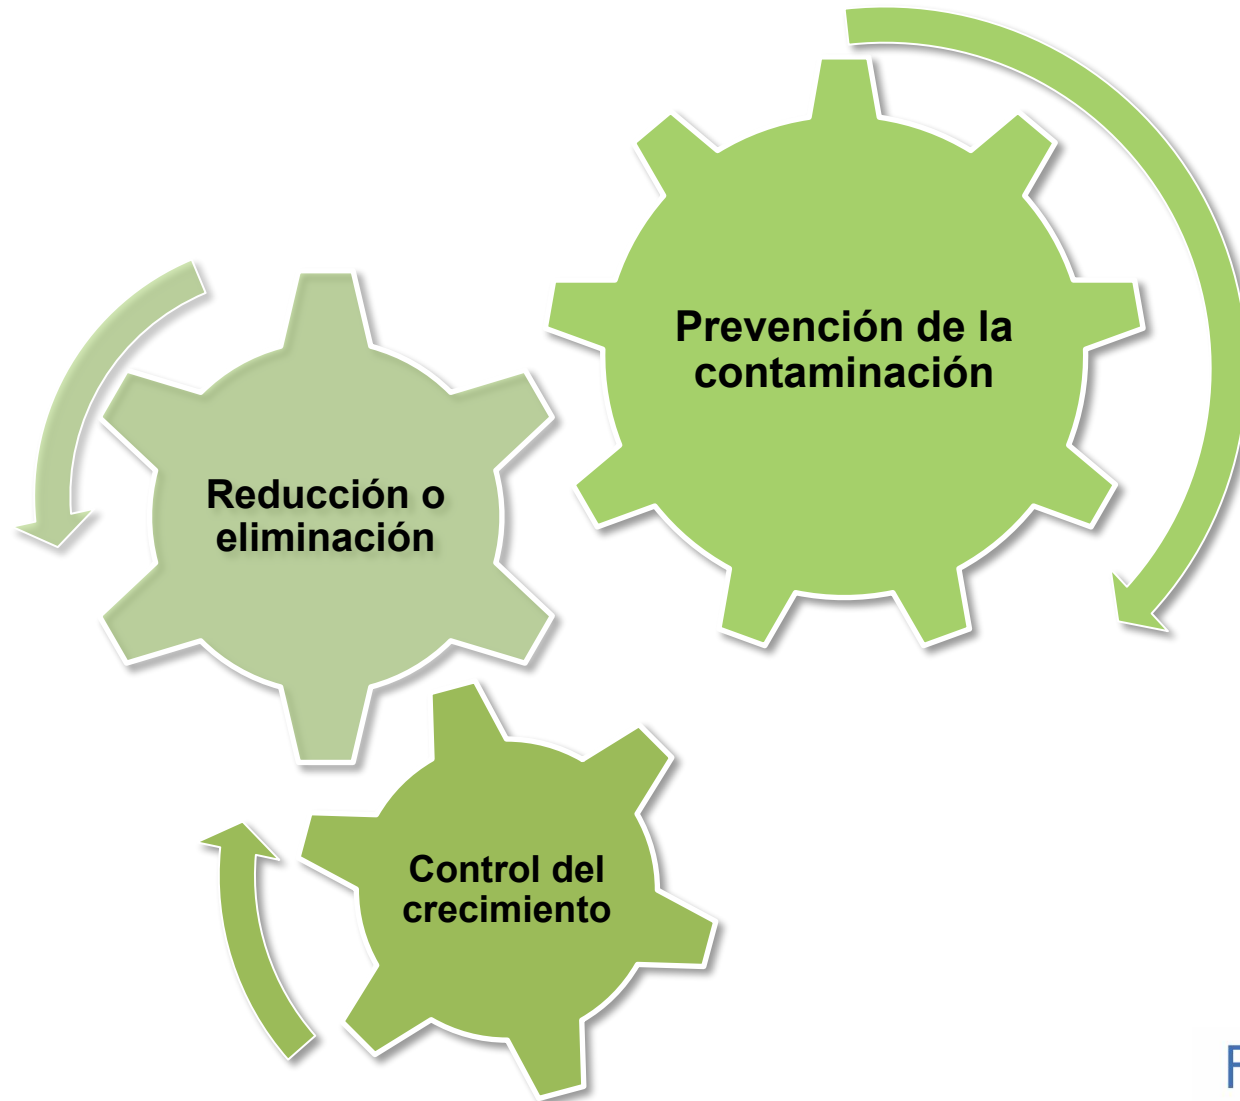 Prevención de la
contaminación
Reducción o
eliminación
Control del
crecimiento